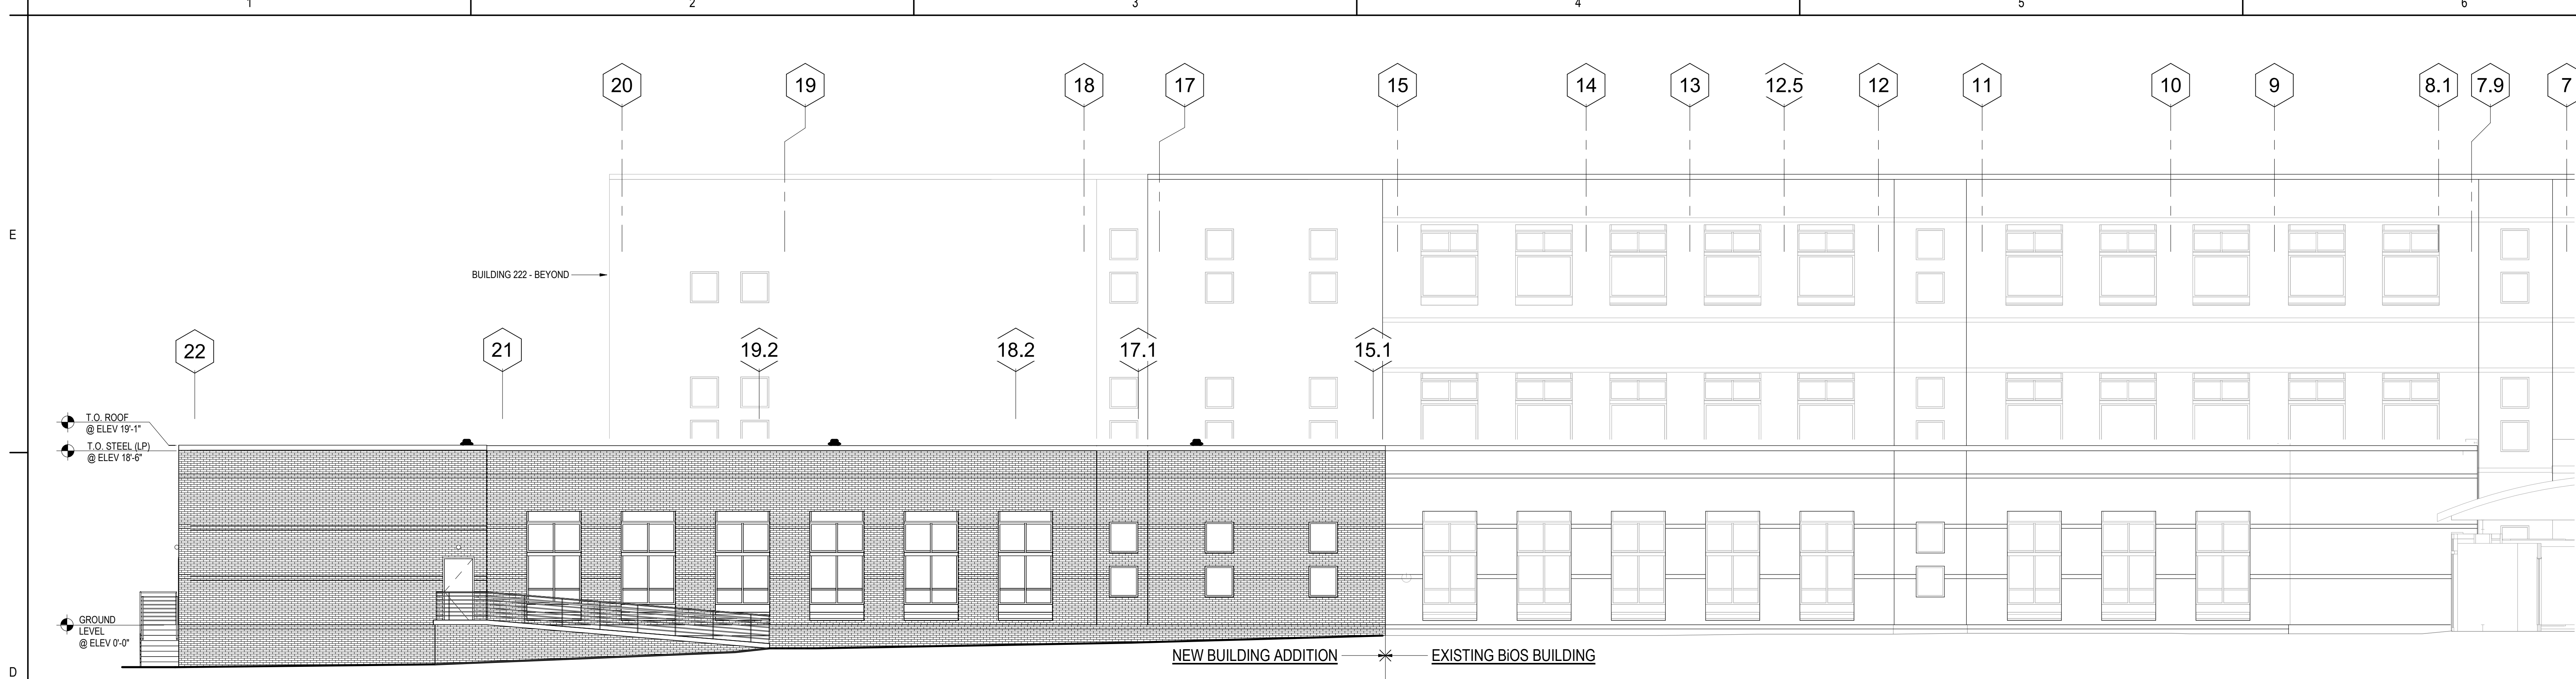 1 2 3 4 5 6
20 19 18 17 15 14 13 12.5 12 11 10 9 8.1 7.9 7
E
BUILDING 222 - BEYOND
22 21 19.2 18.2 17.1 15.1
T.O. ROOF
@ ELEV 19'-1"
T.O. STEEL (LP)
@ ELEV 18'-6"
GROUND
LEVEL
@ ELEV 0'-0"
NEW BUILDING ADDITION EXISTING BiOS BUILDING
D